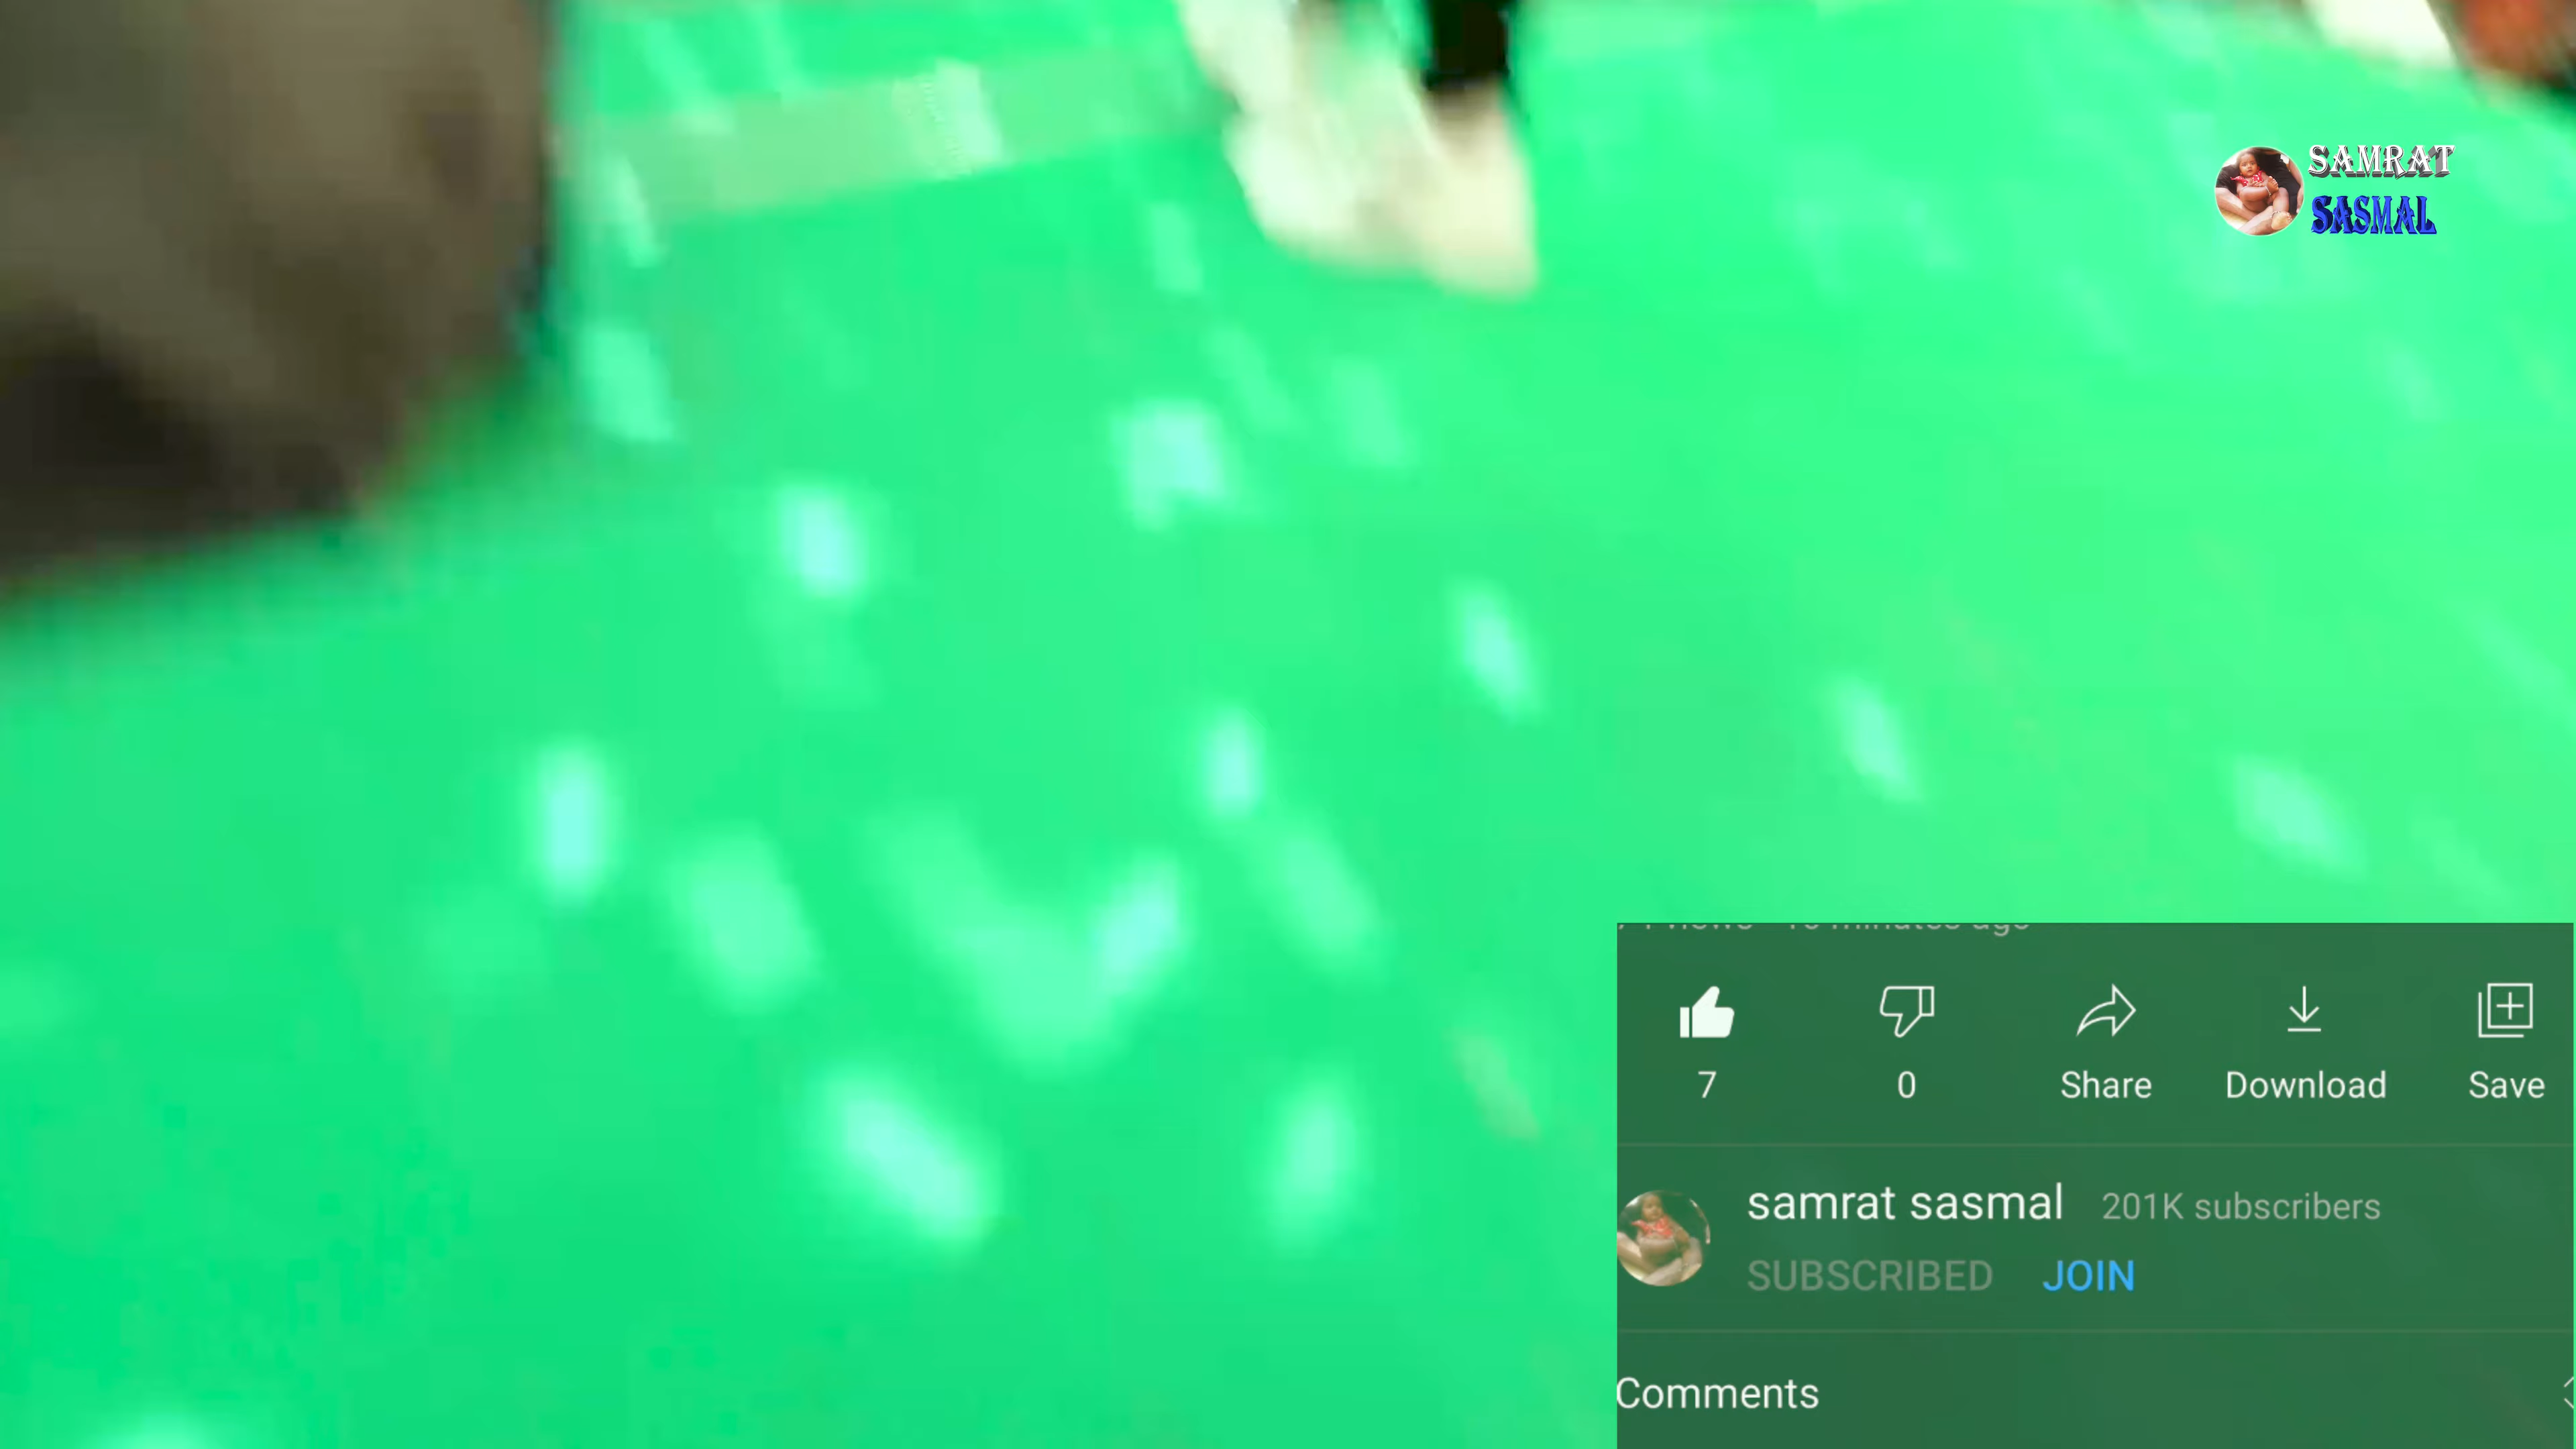 SAMRAT
SASMAL
7 0 Share Download Save
samrat sasmal 201K subscribers
SUBSCRIBED JOIN
Comments